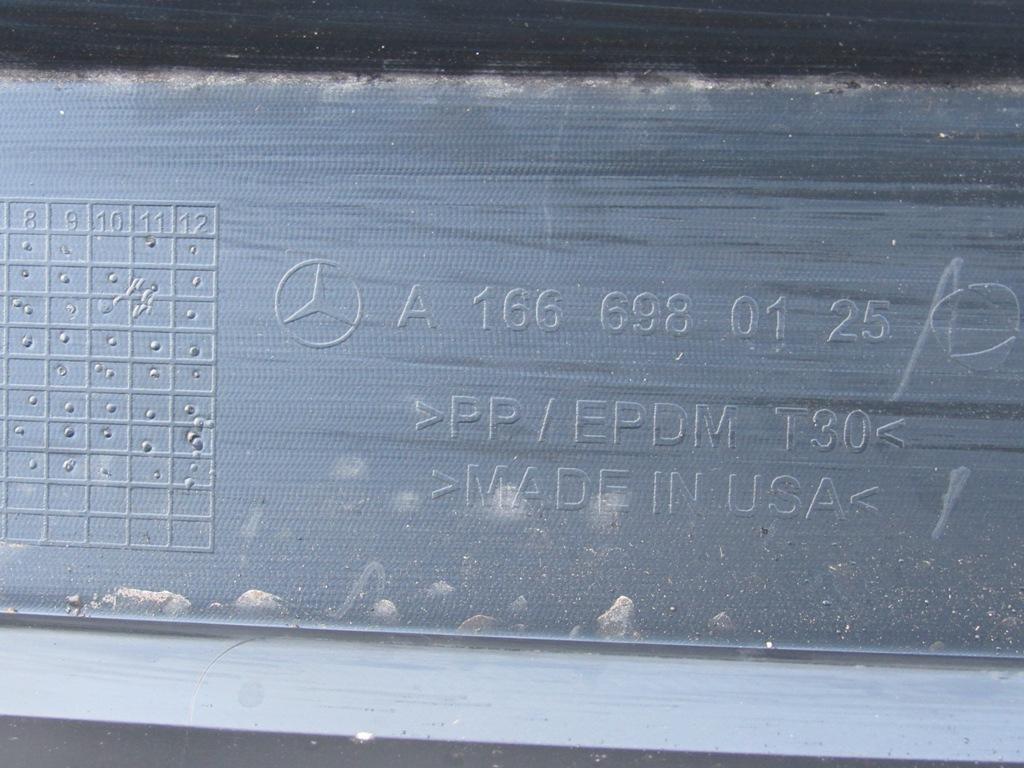 8 9 10 11 12
A 166 698 01 25
>PP/EPDM T30<
>MADE IN USA<